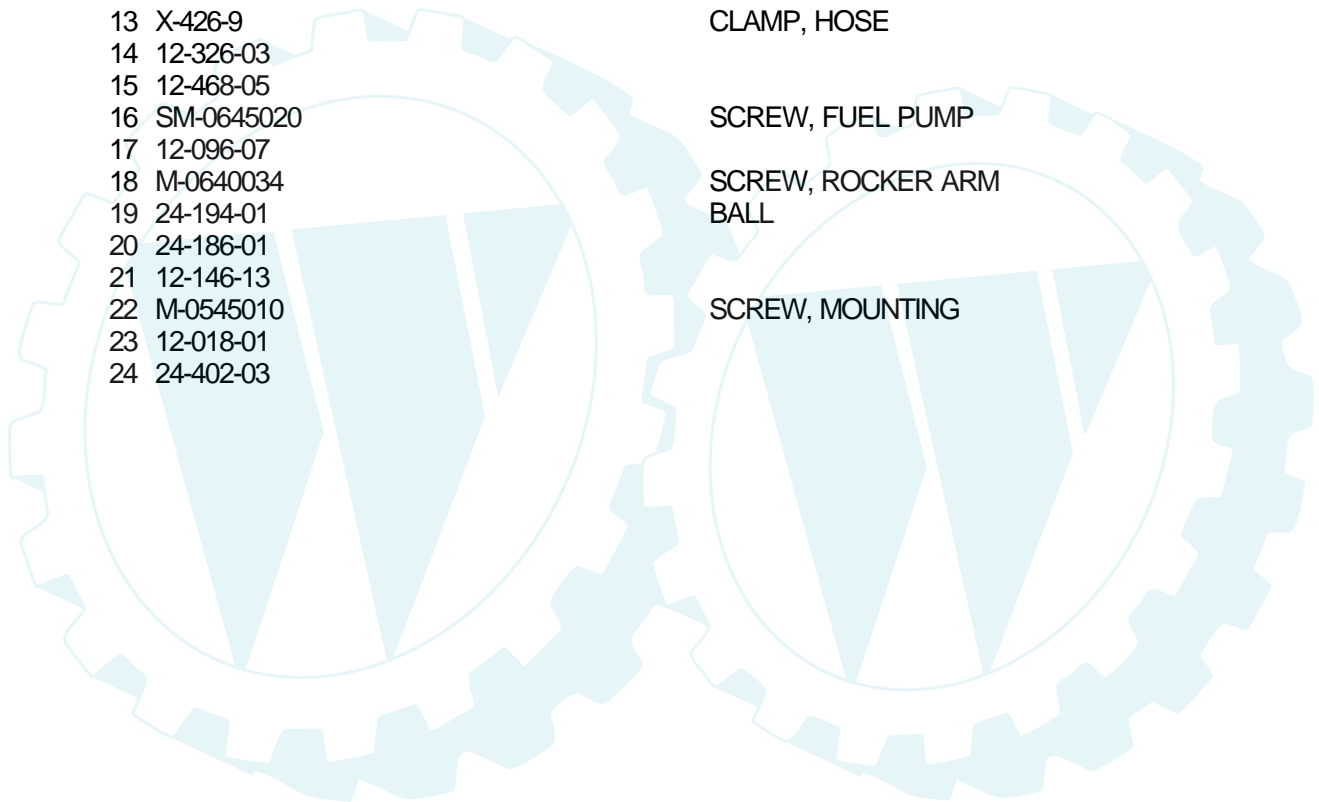 13 X-426-9 CLAMP, HOSE
14 12-326-03
15 12-468-05
16 SM-0645020 SCREW, FUEL PUMP
17 12-096-07
18 M-0640034 SCREW, ROCKER ARM
19 24-194-01 BALL
20 24-186-01
21 12-146-13
22 M-0545010 SCREW, MOUNTING
23 12-018-01
24 24-402-03